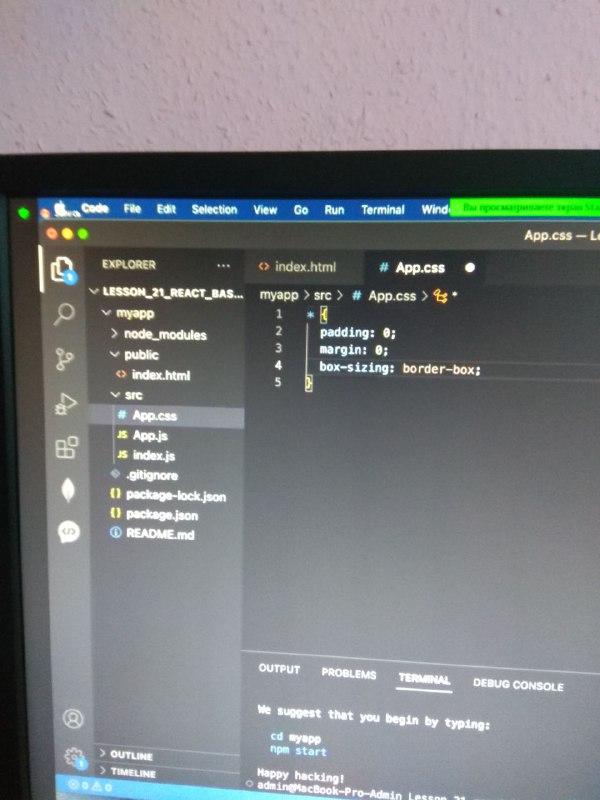 Code File Edit Selection View Go Run Terminal
Вы просматриваете экран
App.css —
EXPLORER ...
index.html
# App.css
LESSON_21_REACT_BAS...
myapp > src > # App.css >
myapp
node_modules
public
index.html
src
# App.css
JS App.js
JS index.js
.gitignore
{} package-lock.json
{} package.json
README.md
1 * {
2 padding: 0;
3 margin: 0;
4 box-sizing: border-box;
5 }
OUTPUT PROBLEMS TERMINAL DEBUG CONSOLE
We suggest that you begin by typing:
cd myapp
npm start
Happy hacking!
admin@MacBook-Pro-Admin Lesson_21
OUTLINE
TIMELINE
0 0